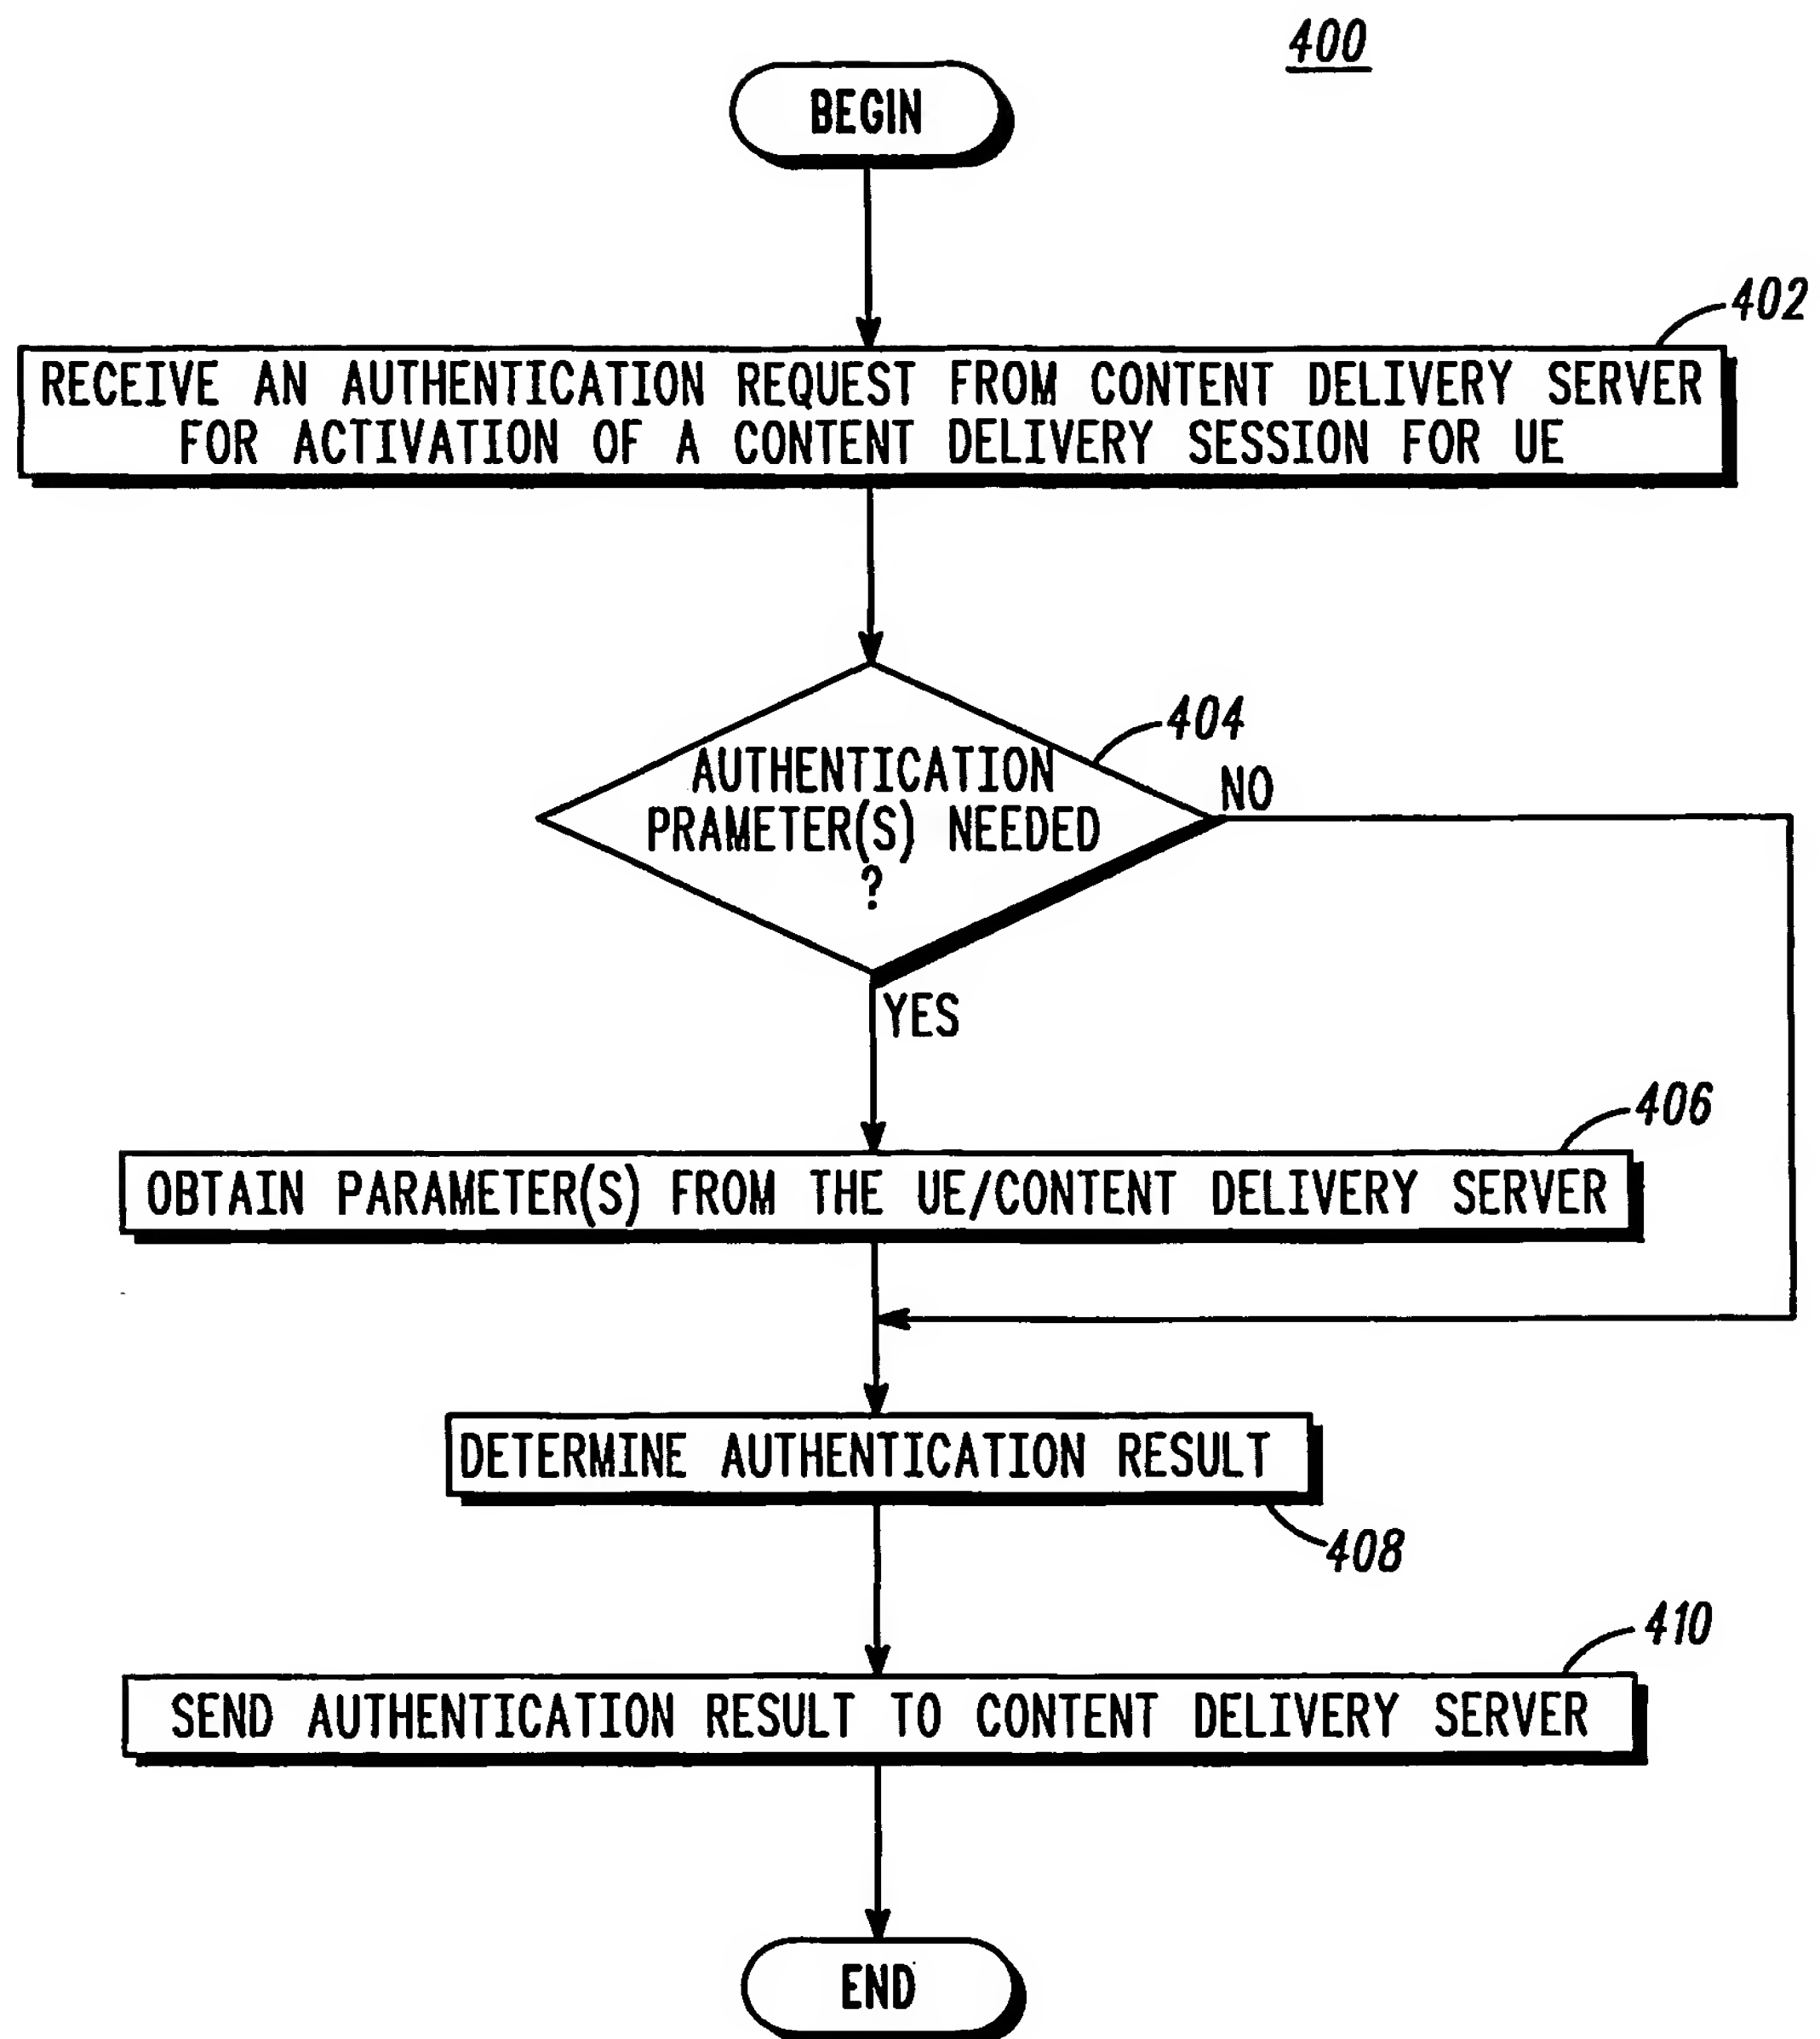 400
BEGIN
402
RECEIVE AN AUTHENTICATION REQUEST FROM CONTENT DELIVERY SERVER
FOR ACTIVATION OF A CONTENT DELIVERY SESSION FOR UE
404
AUTHENTICATION
PRAMETER(S) NEEDED
?
NO
YES
406
OBTAIN PARAMETER(S) FROM THE UE/CONTENT DELIVERY SERVER
DETERMINE AUTHENTICATION RESULT
408
410
SEND AUTHENTICATION RESULT TO CONTENT DELIVERY SERVER
END